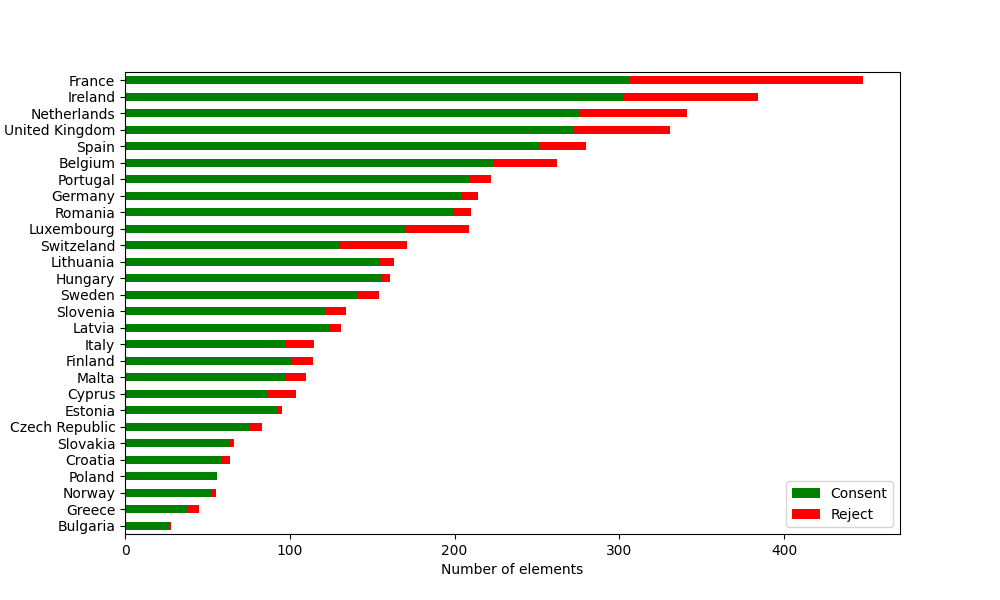 France
Ireland
Netherlands
United Kingdom
Spain
Belgium
Portugal
Germany
Romania
Luxembourg
Switzeland
Lithuania
Hungary
Sweden
Slovenia
Latvia
Italy
Finland
Malta
Cyprus
Estonia
Czech Republic
Slovakia
Croatia
Poland
Norway
Greece
Bulgaria
Consent
Reject
0 100 200 300 400
Number of elements